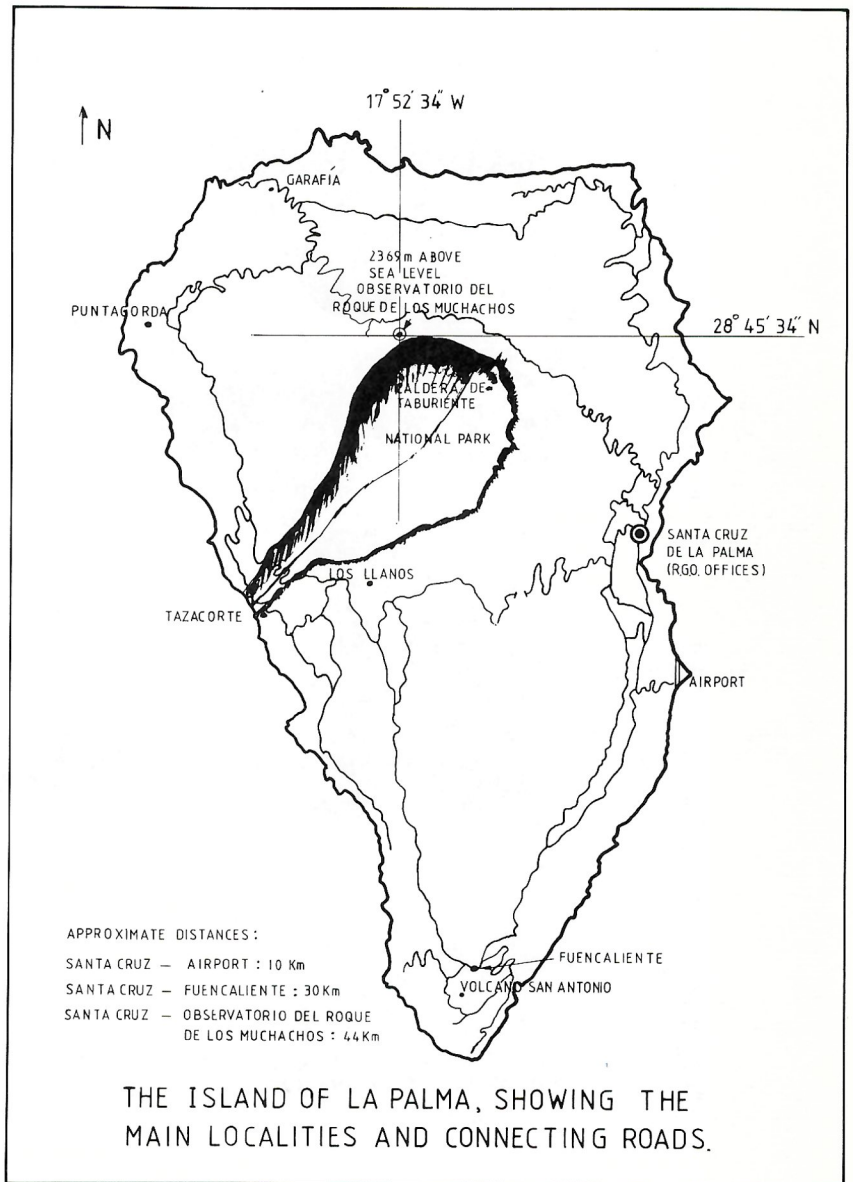 17° 52' 34" W
N
GARAFÍA
2369m ABOVE
SEA LEVEL
OBSERVATORIO DEL
ROQUE DE LOS MUCHACHOS
PUNTAGORDA
28° 45' 34" N
CALDERA DE
TABURIENTE
NATIONAL PARK
SANTA CRUZ
DE LA PALMA
(R.G.O. OFFICES)
LOS LLANOS
TAZACORTE
AIRPORT
APPROXIMATE DISTANCES:
SANTA CRUZ — AIRPORT : 10 Km
SANTA CRUZ — FUENCALIENTE : 30Km
SANTA CRUZ — OBSERVATORIO DEL ROQUE
DE LOS MUCHACHOS : 44Km
FUENCALIENTE
VOLCANO SAN ANTONIO
THE ISLAND OF LA PALMA, SHOWING THE
MAIN LOCALITIES AND CONNECTING ROADS.